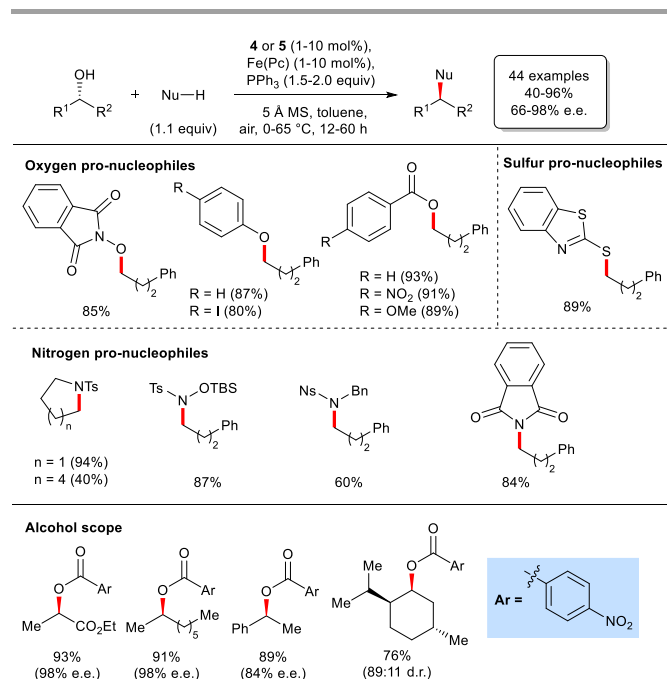 OH
R¹ R²
+
Nu–H
(1.1 equiv)
4 or 5 (1-10 mol%),
Fe(Pc) (1-10 mol%),
PPh₃ (1.5-2.0 equiv)
5 Å MS, toluene,
air, 0-65 °C, 12-60 h
Nu
R¹ R²
44 examples
40-96%
66-98% e.e.
Oxygen pro-nucleophiles
O
N
O
O
Ph
2
85%
R
O
Ph
2
R = H (87%)
R = I (80%)
O
O
R
Ph
2
R = H (93%)
R = NO₂ (91%)
R = OMe (89%)
Sulfur pro-nucleophiles
S
N
S
Ph
2
89%
Nitrogen pro-nucleophiles
NTs
n
n = 1 (94%)
n = 4 (40%)
Ts
N
OTBS
Ph
2
87%
Ns
N
Bn
Ph
2
60%
O
N
O
Ph
2
84%
Alcohol scope
O
O
Ar
Me
CO₂Et
93%
(98% e.e.)
O
O
Ar
Me
Me
5
91%
(98% e.e.)
O
O
Ar
Ph
Me
89%
(84% e.e.)
O
O
Ar
Me
Me
Me
76%
(89:11 d.r.)
Ar =
NO₂